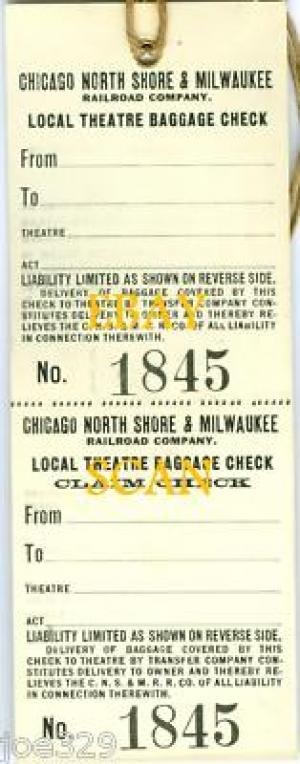 CHICAGO NORTH SHORE & MILWAUKEE
RAILROAD COMPANY.
LOCAL THEATRE BAGGAGE CHECK
From
To
THEATRE
ACT
LIABILITY LIMITED AS SHOWN ON REVERSE SIDE.
DELIVERY OF BAGGAGE COVERED BY THIS
CHECK TO THEATRE BY TRANSFER COMPANY CON-
STITUTES DELIVERY TO OWNER AND THEREBY RE-
LIEVES THE C. N. S. & M. R. R. CO. OF ALL LIABILITY
IN CONNECTION THEREWITH.
EBAY
No. 1845
CHICAGO NORTH SHORE & MILWAUKEE
RAILROAD COMPANY.
LOCAL THEATRE BAGGAGE CHECK
CLAIM CHECK
SCAN
From
To
THEATRE
ACT
LIABILITY LIMITED AS SHOWN ON REVERSE SIDE.
DELIVERY OF BAGGAGE COVERED BY THIS
CHECK TO THEATRE BY TRANSFER COMPANY CON-
STITUTES DELIVERY TO OWNER AND THEREBY RE-
LIEVES THE C. N. S. & M. R. R. CO. OF ALL LIABILITY
IN CONNECTION THEREWITH.
No. 1845
joe329